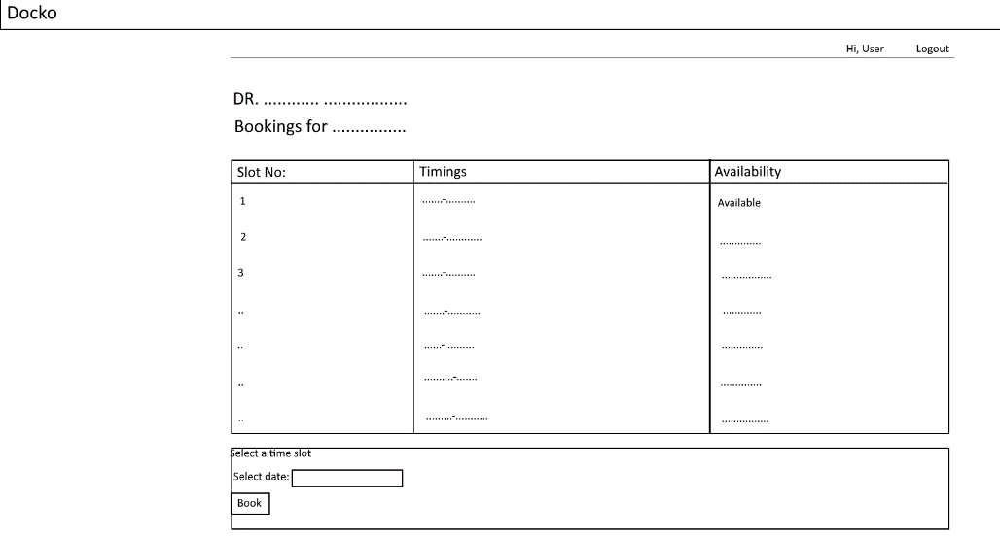 Docko
Hi, User Logout
DR. ............ ..................
Bookings for ................
Slot No: Timings Availability
1 .......-.......... Available
2 .......-............ ..............
3 .......-.......... .................
.. .......-........... .............
.. ......-.......... ..............
.. ..........-....... ..............
.. .........-........... ................
Select a time slot
Select date:
Book